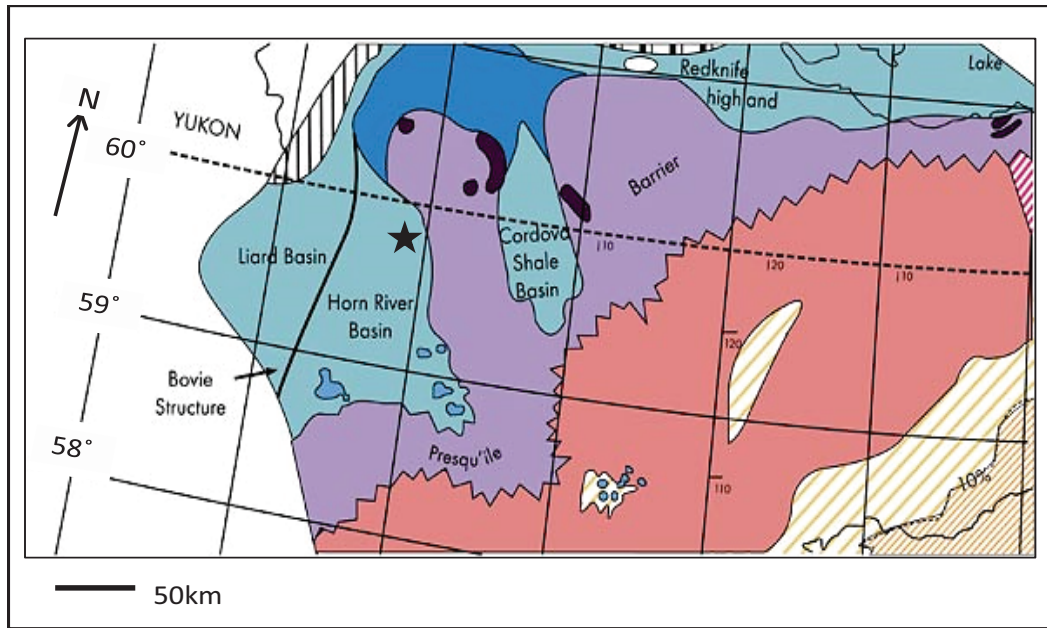 Redknife
highland
Lake
N
YUKON
60°
Barrier
Cordova
Shale
Basin
110
120
110
Liard Basin
59°
Horn River
Basin
120
Bovie
Structure
58°
Presqu'ile
110
10%
50km